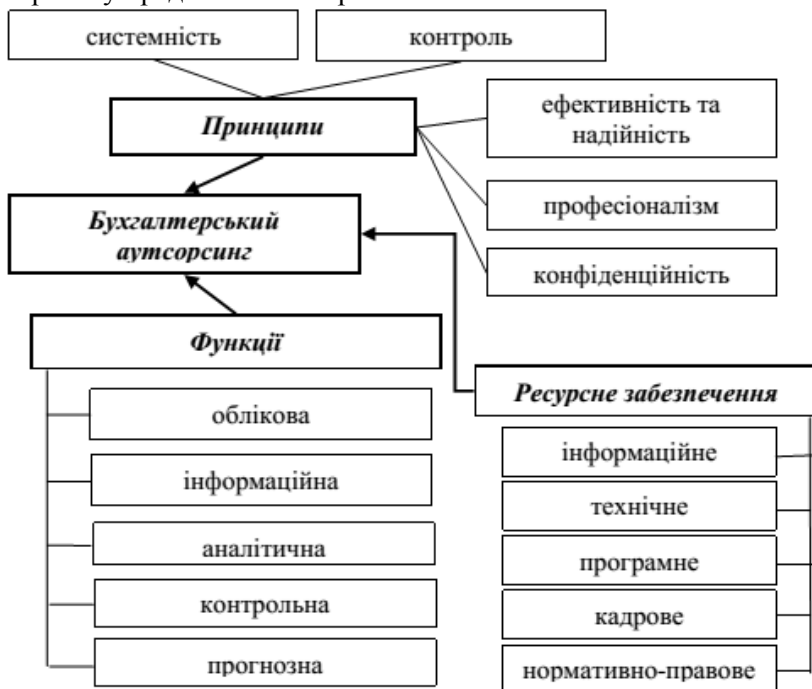 системність
контроль
Принципи
ефективність та
надійність
професіоналізм
конфіденційність
Бухгалтерський
аутсорсинг
Функції
облікова
інформаційна
аналітична
контрольна
прогнозна
Ресурсне забезпечення
інформаційне
технічне
програмне
кадрове
нормативно-правове